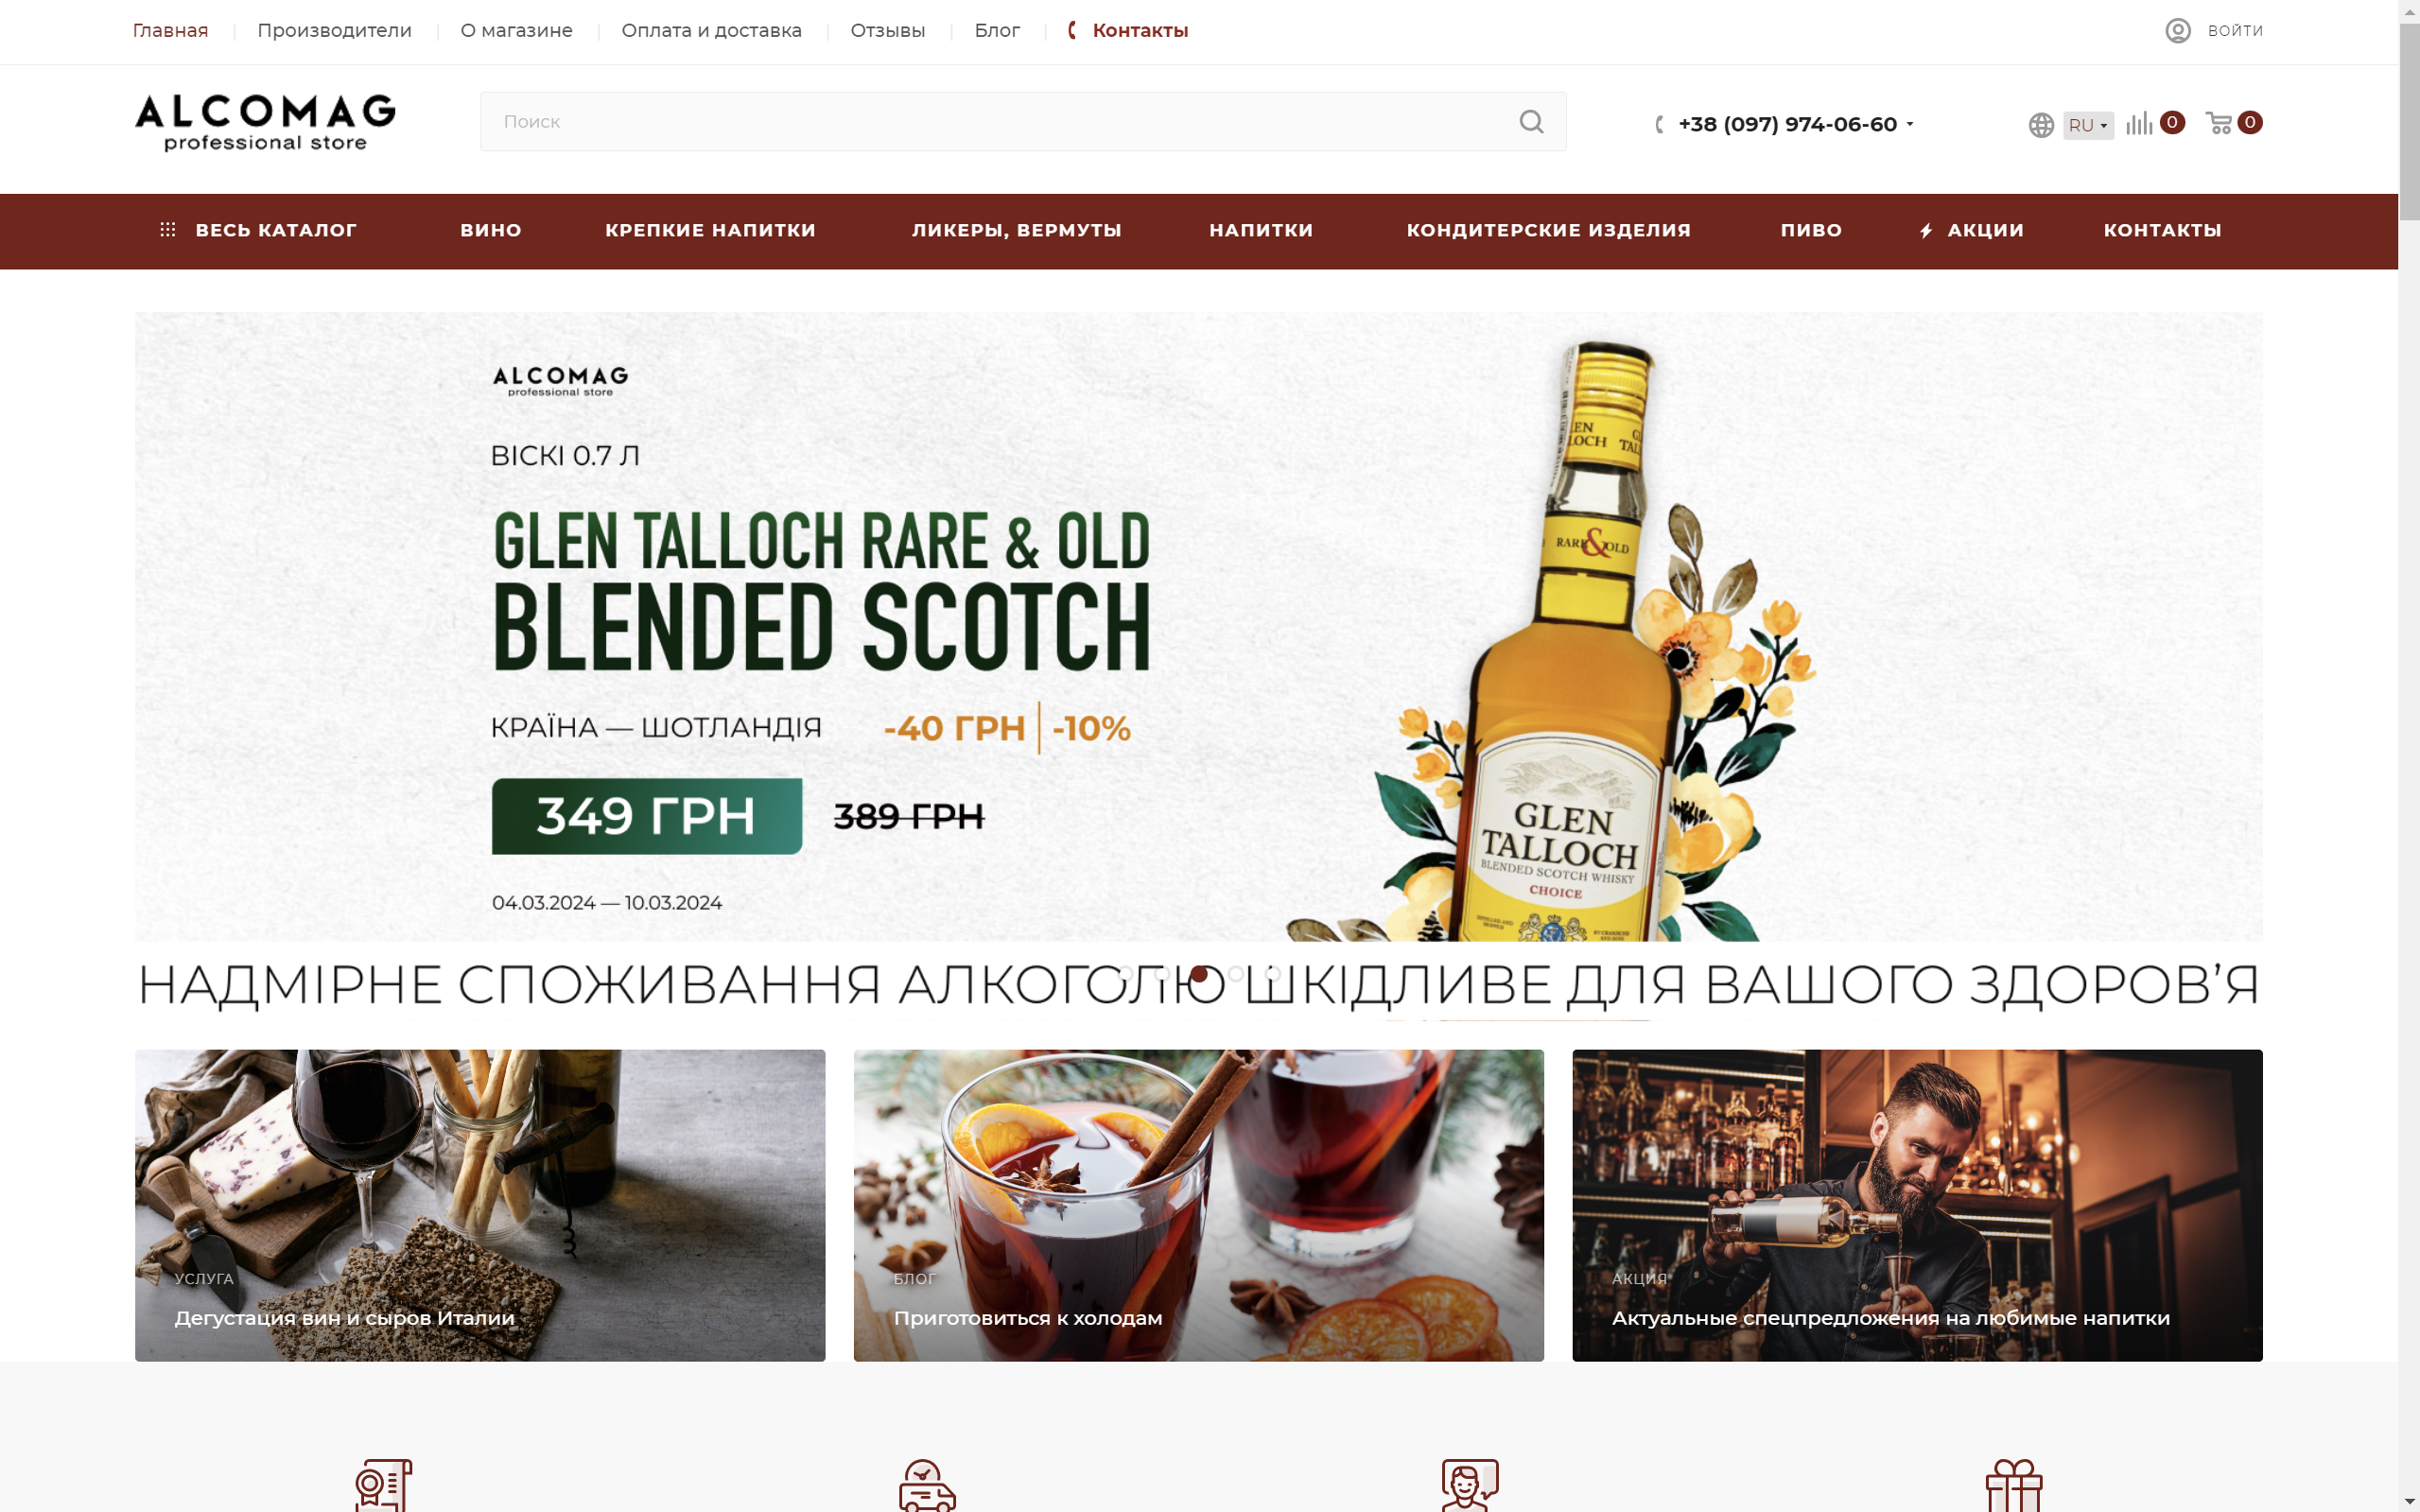 Главная
Производители
О магазине
Оплата и доставка
Отзывы
Блог
Контакты
ВОЙТИ
ALCOMAG
professional store
Поиск
+38 (097) 974-06-60
RU
0
0
ВЕСЬ КАТАЛОГ
ВИНО
КРЕПКИЕ НАПИТКИ
ЛИКЕРЫ, ВЕРМУТЫ
НАПИТКИ
КОНДИТЕРСКИЕ ИЗДЕЛИЯ
ПИВО
АКЦИИ
КОНТАКТЫ
ALCOMAG
professional store
ВІСКІ 0.7 Л
GLEN TALLOCH RARE & OLD
BLENDED SCOTCH
КРАЇНА — ШОТЛАНДІЯ
-40 ГРН
-10%
349 ГРН
389 ГРН
04.03.2024 — 10.03.2024
RARE & OLD
GLEN
TALLOCH
BLENDED SCOTCH WHISKY
CHOICE
НАДМІРНЕ СПОЖИВАННЯ АЛКОГОЛЮ ШКІДЛИВЕ ДЛЯ ВАШОГО ЗДОРОВ’Я
УСЛУГА
Дегустация вин и сыров Италии
БЛОГ
Приготовиться к холодам
АКЦИЯ
Актуальные спецпредложения на любимые напитки